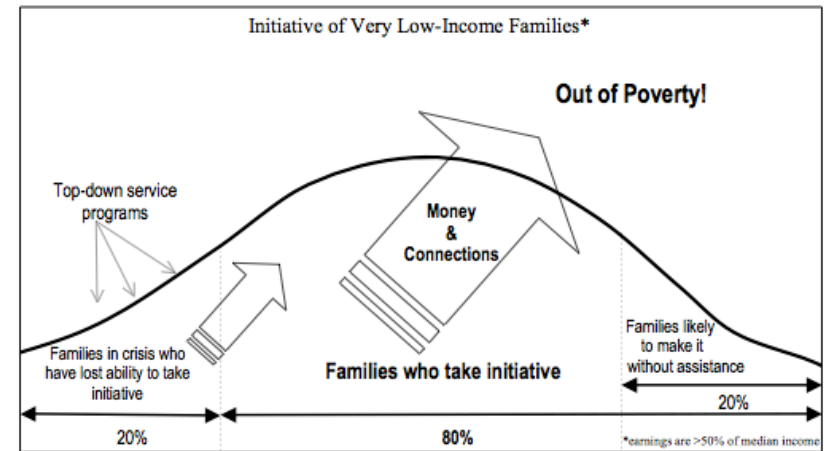 Initiative of Very Low-Income Families*
Out of Poverty!
Top-down service
programs
Money
&
Connections
Families in crisis who
have lost ability to take
initiative
Families who take initiative
Families likely
to make it
without assistance
20%
20%
80%
*earnings are >50% of median income